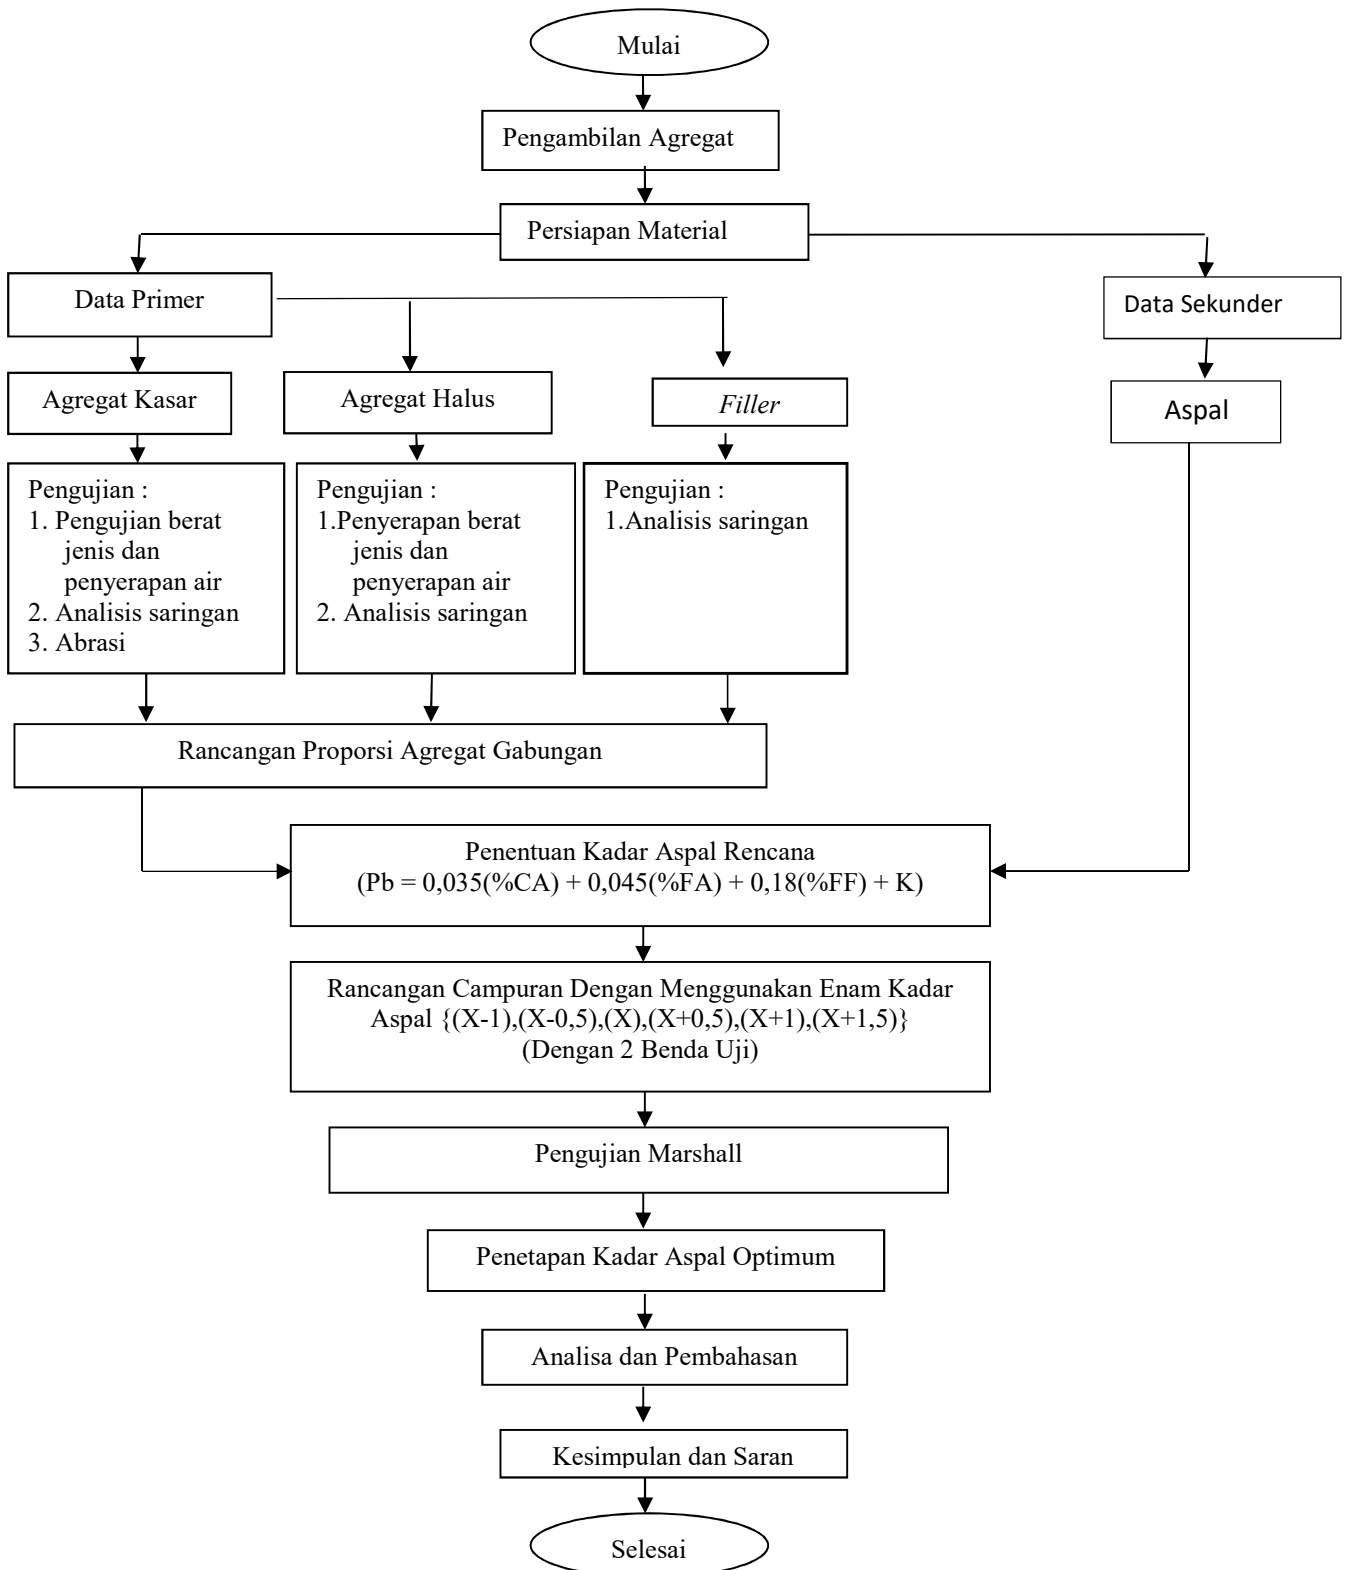 Mulai
Pengambilan Agregat
Persiapan Material
Data Primer
Data Sekunder
Agregat Kasar
Agregat Halus
Filler
Aspal
Pengujian :
1. Pengujian berat
jenis dan
penyerapan air
2. Analisis saringan
3. Abrasi
Pengujian :
1.Penyerapan berat
jenis dan
penyerapan air
2. Analisis saringan
Pengujian :
1.Analisis saringan
Rancangan Proporsi Agregat Gabungan
Penentuan Kadar Aspal Rencana
(Pb = 0,035(%CA) + 0,045(%FA) + 0,18(%FF) + K)
Rancangan Campuran Dengan Menggunakan Enam Kadar
Aspal {(X-1),(X-0,5),(X),(X+0,5),(X+1),(X+1,5)}
(Dengan 2 Benda Uji)
Pengujian Marshall
Penetapan Kadar Aspal Optimum
Analisa dan Pembahasan
Kesimpulan dan Saran
Selesai